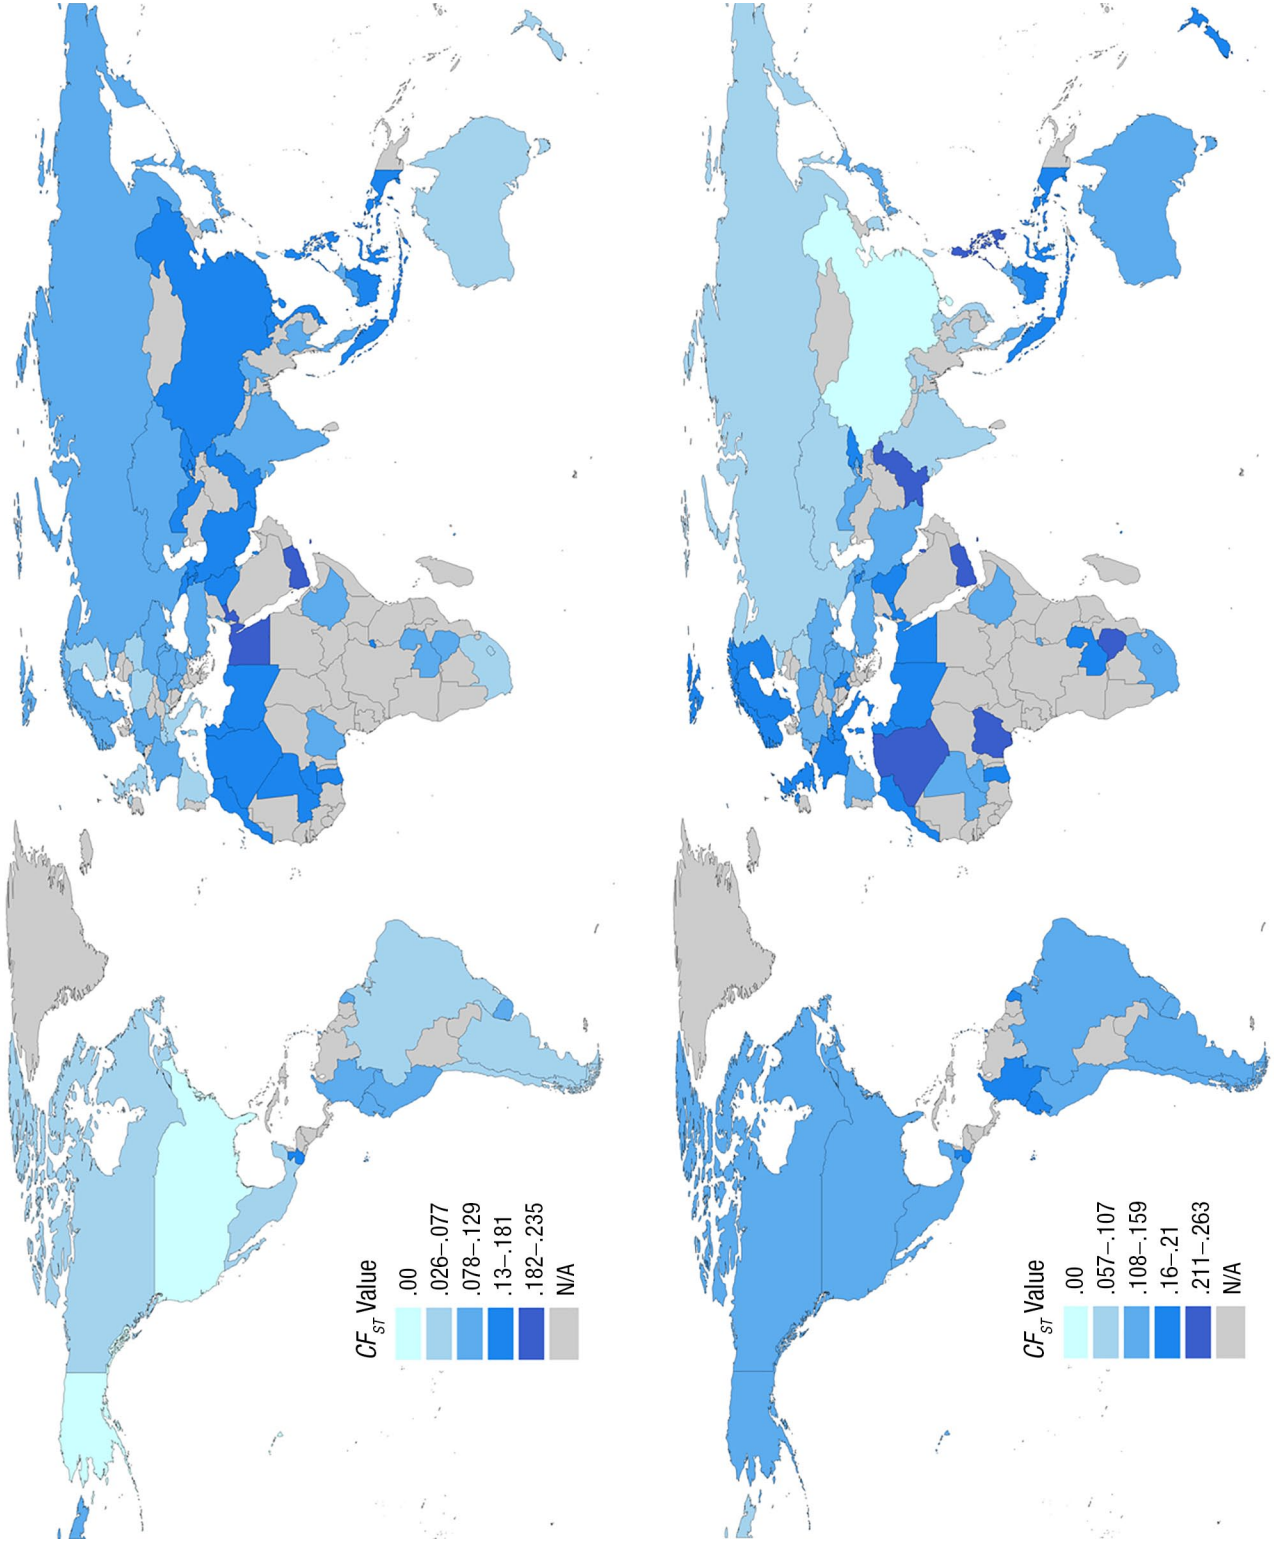 CF_ST Value
.00
.026–.077
.078–.129
.13–.181
.182–.235
N/A
CF_ST Value
.00
.057–.107
.108–.159
.16–.21
.211–.263
N/A